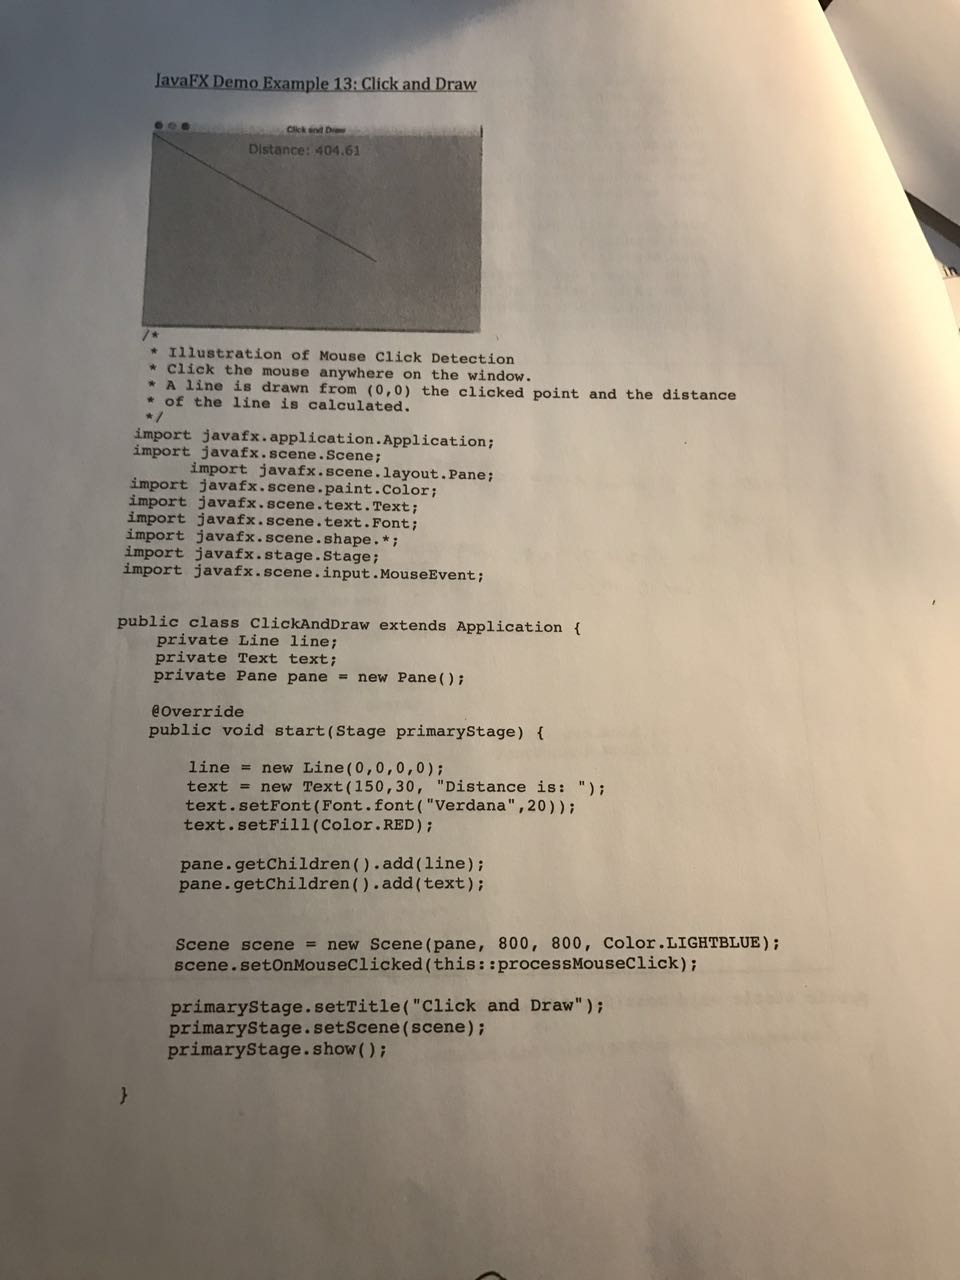 JavaFX Demo Example 13: Click and Draw
Click and Draw
Distance: 404.61
/*
* Illustration of Mouse Click Detection
* Click the mouse anywhere on the window.
* A line is drawn from (0,0) the clicked point and the distance
* of the line is calculated.
*/
import javafx.application.Application;
import javafx.scene.Scene;
import javafx.scene.layout.Pane;
import javafx.scene.paint.Color;
import javafx.scene.text.Text;
import javafx.scene.text.Font;
import javafx.scene.shape.*;
import javafx.stage.Stage;
import javafx.scene.input.MouseEvent;
public class ClickAndDraw extends Application {
private Line line;
private Text text;
private Pane pane = new Pane();
@Override
public void start(Stage primaryStage) {
line = new Line(0,0,0,0);
text = new Text(150,30, "Distance is: ");
text.setFont(Font.font("Verdana",20));
text.setFill(Color.RED);
pane.getChildren().add(line);
pane.getChildren().add(text);
Scene scene = new Scene(pane, 800, 800, Color.LIGHTBLUE);
scene.setOnMouseClicked(this::processMouseClick);
primaryStage.setTitle("Click and Draw");
primaryStage.setScene(scene);
primaryStage.show();
}